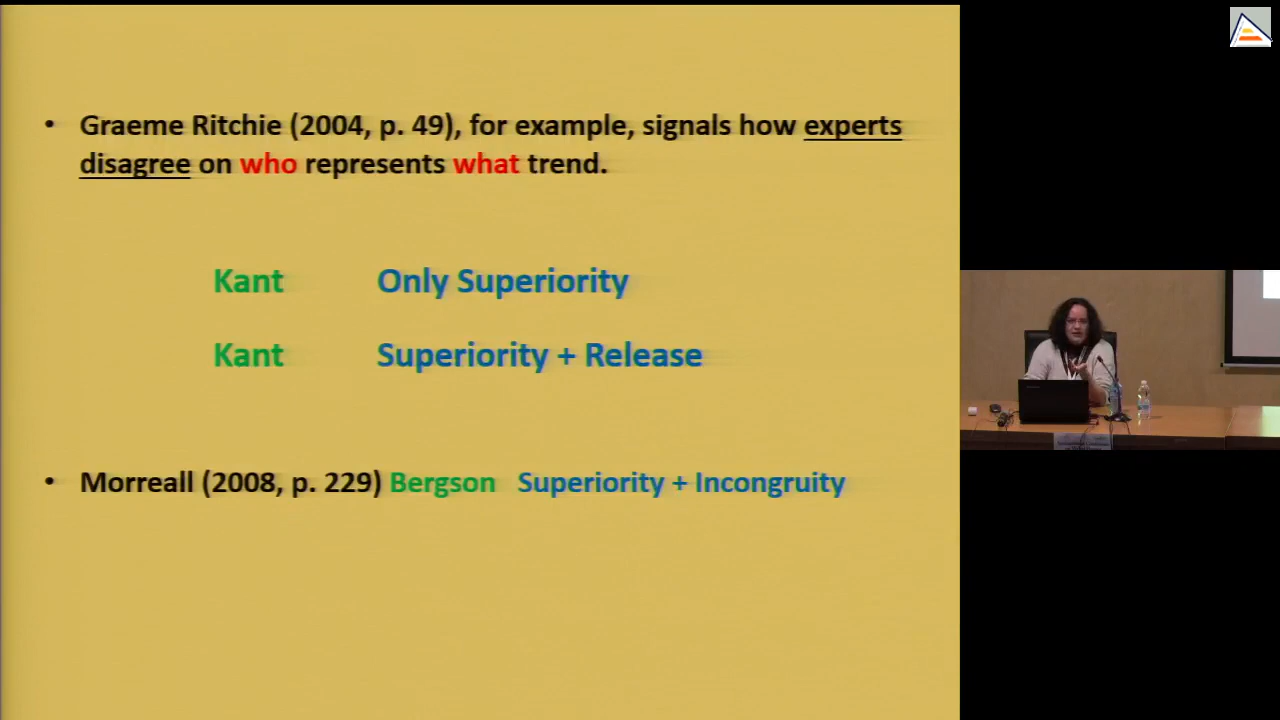 • Graeme Ritchie (2004, p. 49), for example, signals how experts
disagree on who represents what trend.
Kant Only Superiority
Kant Superiority + Release
• Morreall (2008, p. 229) Bergson Superiority + Incongruity